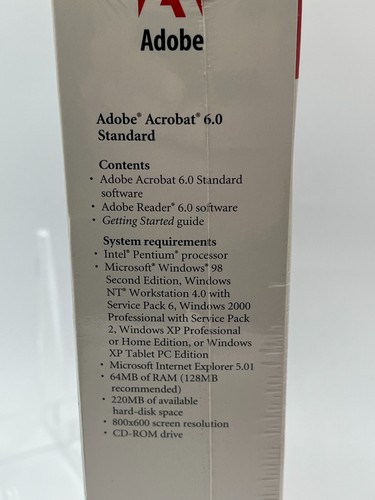 Adobe
Adobe® Acrobat® 6.0
Standard
Contents
• Adobe Acrobat 6.0 Standard
software
• Adobe Reader® 6.0 software
• Getting Started guide
System requirements
• Intel® Pentium® processor
• Microsoft® Windows® 98
Second Edition, Windows
NT® Workstation 4.0 with
Service Pack 6, Windows 2000
Professional with Service Pack
2, Windows XP Professional
or Home Edition, or Windows
XP Tablet PC Edition
• Microsoft Internet Explorer 5.01
• 64MB of RAM (128MB
recommended)
• 220MB of available
hard-disk space
• 800x600 screen resolution
• CD-ROM drive